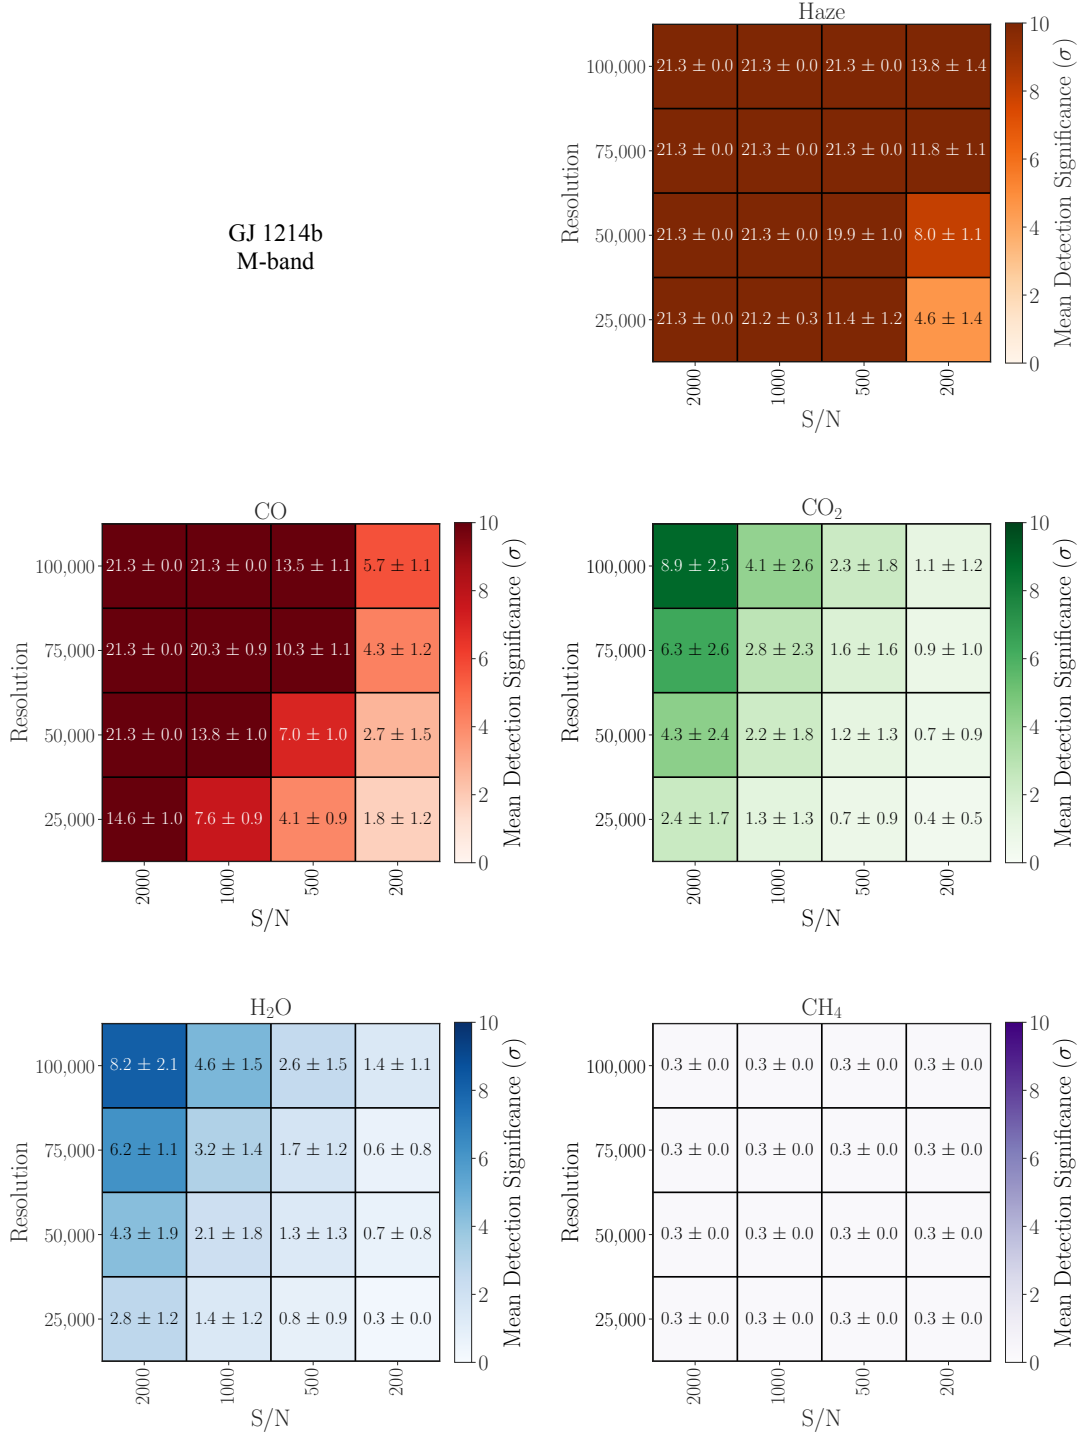 GJ 1214b
M-band
Haze
Resolution
100,000
21.3 ± 0.0 21.3 ± 0.0 21.3 ± 0.0 13.8 ± 1.4
75,000
21.3 ± 0.0 21.3 ± 0.0 21.3 ± 0.0 11.8 ± 1.1
50,000
21.3 ± 0.0 21.3 ± 0.0 19.9 ± 1.0 8.0 ± 1.1
25,000
21.3 ± 0.0 21.2 ± 0.3 11.4 ± 1.2 4.6 ± 1.4
2000 1000 500 200
S/N
10
8
6
4
2
0
Mean Detection Significance (σ)
CO
Resolution
100,000
21.3 ± 0.0 21.3 ± 0.0 13.5 ± 1.1 5.7 ± 1.1
75,000
21.3 ± 0.0 20.3 ± 0.9 10.3 ± 1.1 4.3 ± 1.2
50,000
21.3 ± 0.0 13.8 ± 1.0 7.0 ± 1.0 2.7 ± 1.5
25,000
14.6 ± 1.0 7.6 ± 0.9 4.1 ± 0.9 1.8 ± 1.2
2000 1000 500 200
S/N
10
8
6
4
2
0
Mean Detection Significance (σ)
CO₂
Resolution
100,000
8.9 ± 2.5 4.1 ± 2.6 2.3 ± 1.8 1.1 ± 1.2
75,000
6.3 ± 2.6 2.8 ± 2.3 1.6 ± 1.6 0.9 ± 1.0
50,000
4.3 ± 2.4 2.2 ± 1.8 1.2 ± 1.3 0.7 ± 0.9
25,000
2.4 ± 1.7 1.3 ± 1.3 0.7 ± 0.9 0.4 ± 0.5
2000 1000 500 200
S/N
10
8
6
4
2
0
Mean Detection Significance (σ)
H₂O
Resolution
100,000
8.2 ± 2.1 4.6 ± 1.5 2.6 ± 1.5 1.4 ± 1.1
75,000
6.2 ± 1.1 3.2 ± 1.4 1.7 ± 1.2 0.6 ± 0.8
50,000
4.3 ± 1.9 2.1 ± 1.8 1.3 ± 1.3 0.7 ± 0.8
25,000
2.8 ± 1.2 1.4 ± 1.2 0.8 ± 0.9 0.3 ± 0.0
2000 1000 500 200
S/N
10
8
6
4
2
0
Mean Detection Significance (σ)
CH₄
Resolution
100,000
0.3 ± 0.0 0.3 ± 0.0 0.3 ± 0.0 0.3 ± 0.0
75,000
0.3 ± 0.0 0.3 ± 0.0 0.3 ± 0.0 0.3 ± 0.0
50,000
0.3 ± 0.0 0.3 ± 0.0 0.3 ± 0.0 0.3 ± 0.0
25,000
0.3 ± 0.0 0.3 ± 0.0 0.3 ± 0.0 0.3 ± 0.0
2000 1000 500 200
S/N
10
8
6
4
2
0
Mean Detection Significance (σ)